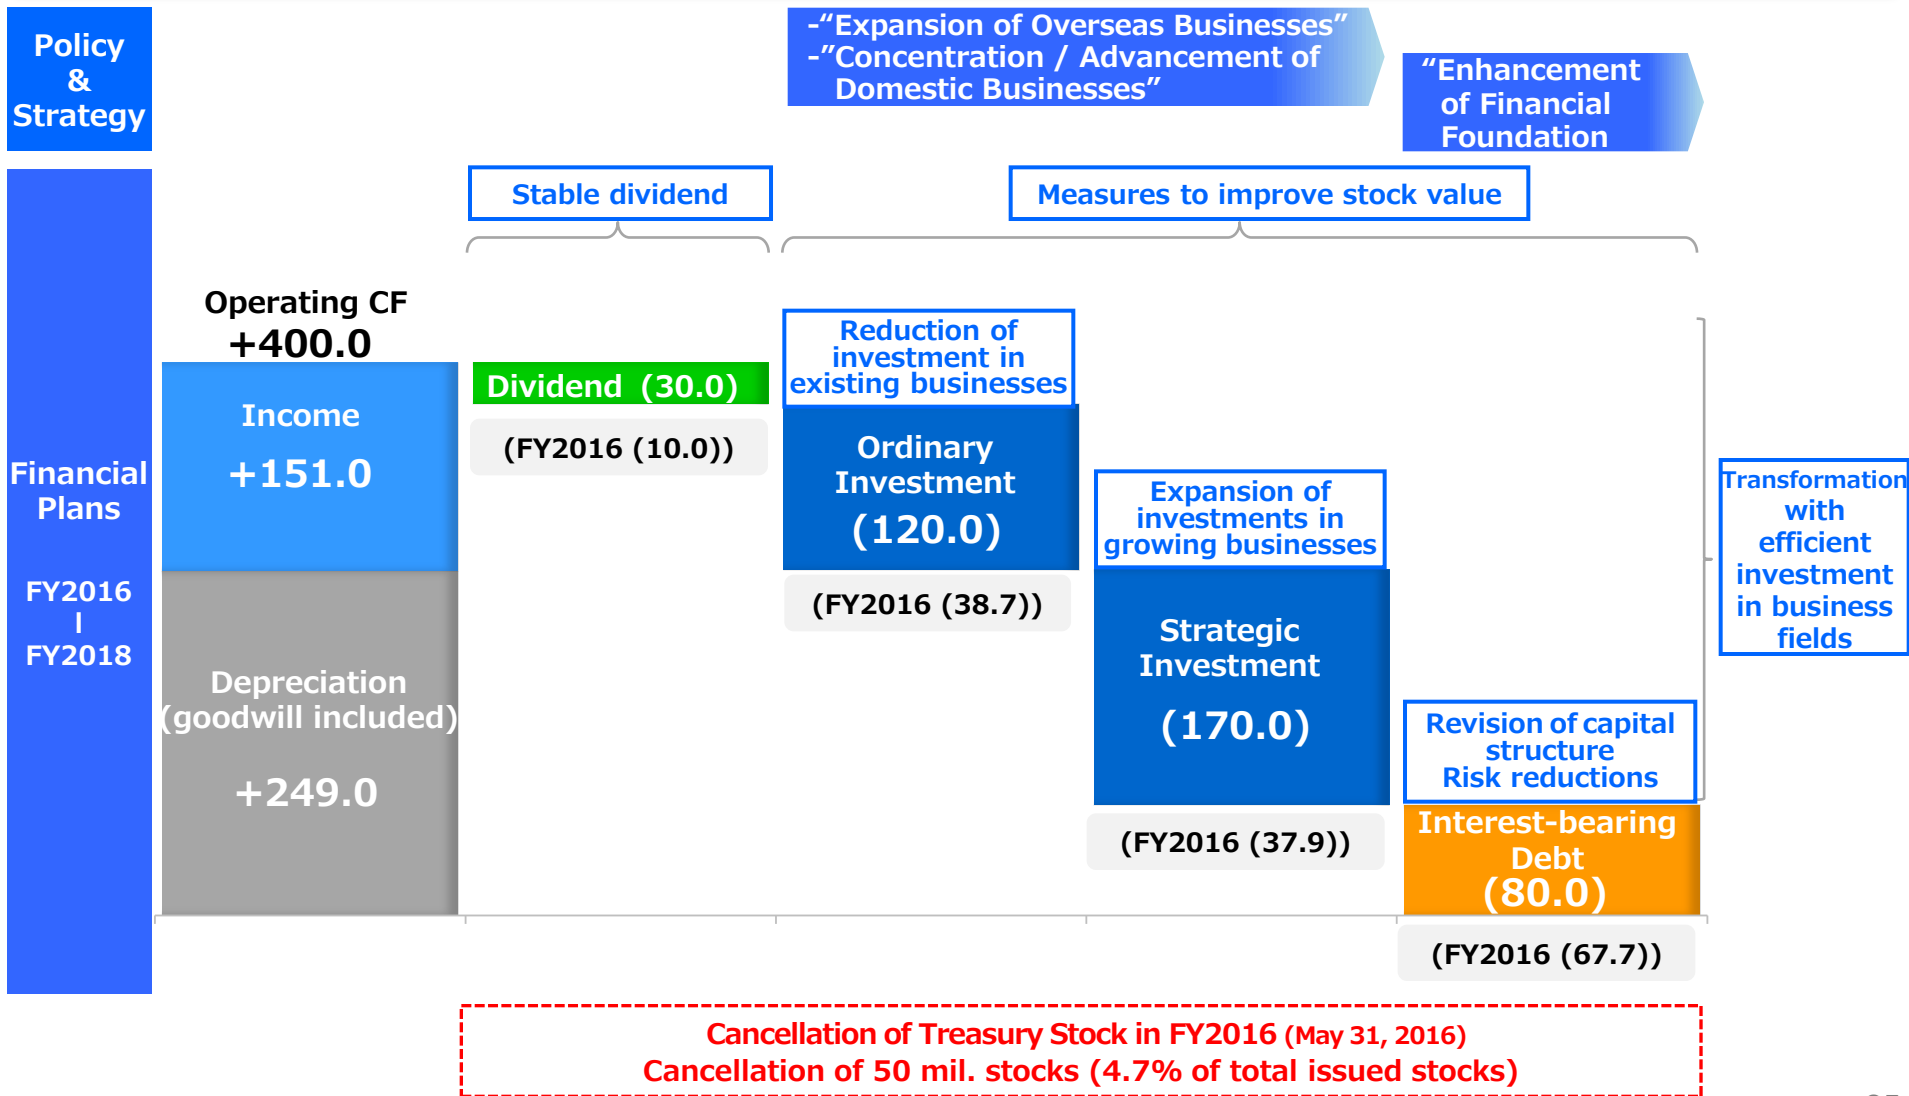 Policy
&
Strategy
-“Expansion of Overseas Businesses”
-”Concentration / Advancement of
Domestic Businesses”
“Enhancement
of Financial
Foundation
Stable dividend
Measures to improve stock value
Financial
Plans
FY2016
|
FY2018
Operating CF
+400.0
Income
+151.0
Depreciation
(goodwill included)
+249.0
Dividend (30.0)
(FY2016 (10.0))
Reduction of
investment in
existing businesses
Ordinary
Investment
(120.0)
(FY2016 (38.7))
Expansion of
investments in
growing businesses
Strategic
Investment
(170.0)
(FY2016 (37.9))
Revision of capital
structure
Risk reductions
Interest-bearing
Debt
(80.0)
(FY2016 (67.7))
Transformation
with
efficient
investment
in business
fields
Cancellation of Treasury Stock in FY2016 (May 31, 2016)
Cancellation of 50 mil. stocks (4.7% of total issued stocks)